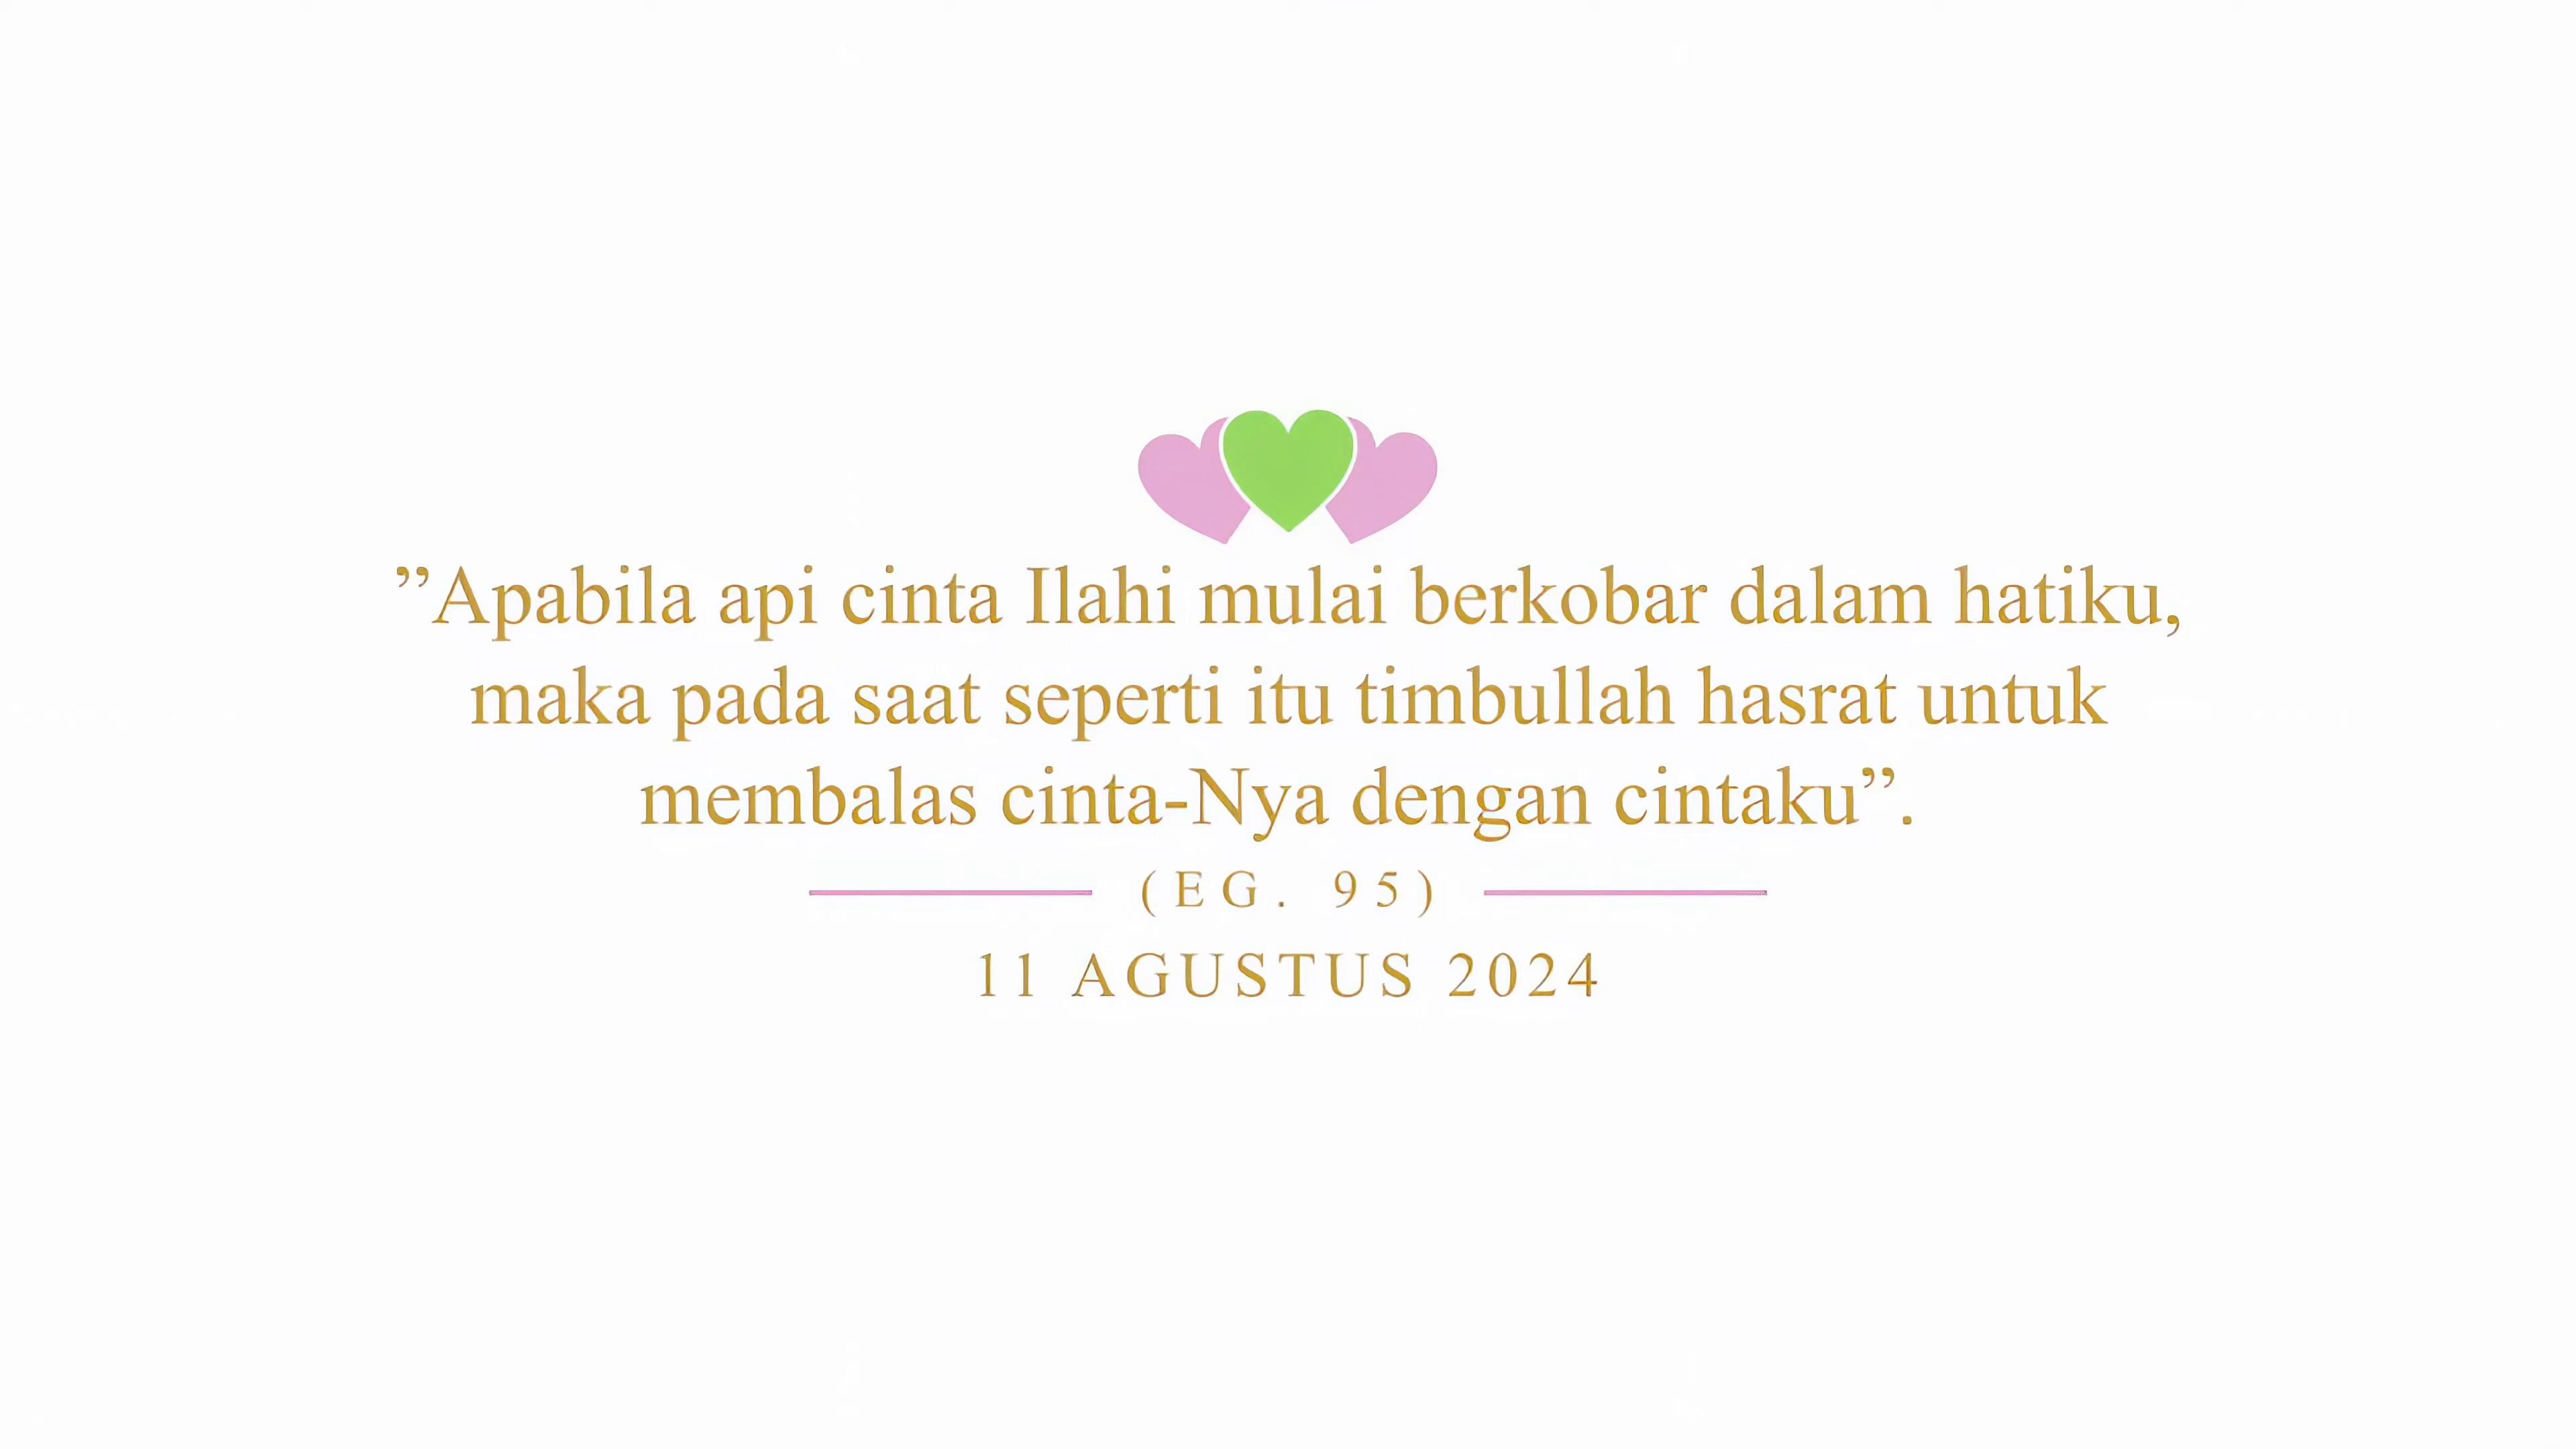 ”Apabila api cinta Ilahi mulai berkobar dalam hatiku,
maka pada saat seperti itu timbullah hasrat untuk
membalas cinta-Nya dengan cintaku”.
(EG. 95)
11 AGUSTUS 2024